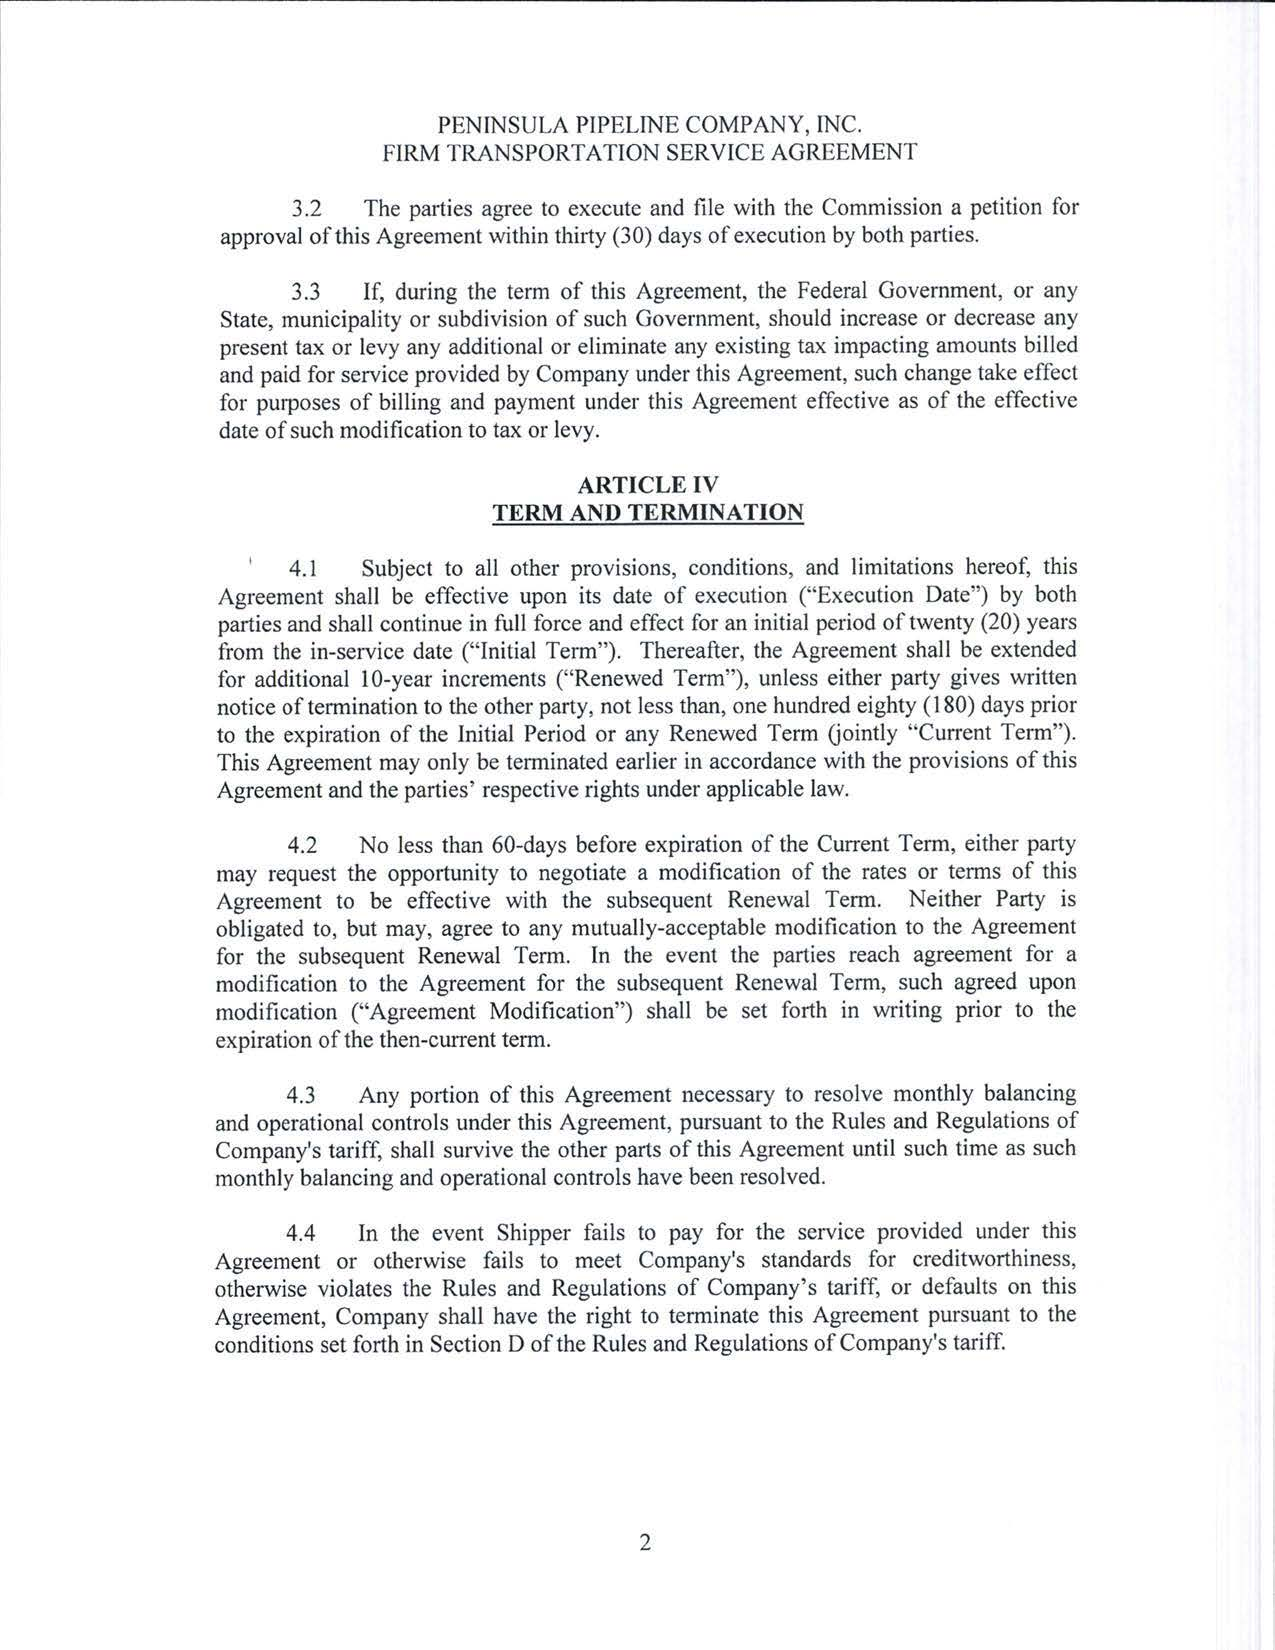 PENINSULA PIPELINE COMPANY, INC.
FIRM TRANSPORTATION SERVICE AGREEMENT
3.2 The parties agree to execute and file with the Commission a petition for
approval of this Agreement within thirty (30) days of execution by both parties.
3.3 If, during the term of this Agreement, the Federal Government, or any
State, municipality or subdivision of such Government, should increase or decrease any
present tax or levy any additional or eliminate any existing tax impacting amounts billed
and paid for service provided by Company under this Agreement, such change take effect
for purposes of billing and payment under this Agreement effective as of the effective
date of such modification to tax or levy.
ARTICLE IV
TERM AND TERMINATION
4.1 Subject to all other provisions, conditions, and limitations hereof, this
Agreement shall be effective upon its date of execution (“Execution Date”) by both
parties and shall continue in full force and effect for an initial period of twenty (20) years
from the in-service date (“Initial Term”). Thereafter, the Agreement shall be extended
for additional 10-year increments (“Renewed Term”), unless either party gives written
notice of termination to the other party, not less than, one hundred eighty (180) days prior
to the expiration of the Initial Period or any Renewed Term (jointly “Current Term”).
This Agreement may only be terminated earlier in accordance with the provisions of this
Agreement and the parties’ respective rights under applicable law.
4.2 No less than 60-days before expiration of the Current Term, either party
may request the opportunity to negotiate a modification of the rates or terms of this
Agreement to be effective with the subsequent Renewal Term. Neither Party is
obligated to, but may, agree to any mutually-acceptable modification to the Agreement
for the subsequent Renewal Term. In the event the parties reach agreement for a
modification to the Agreement for the subsequent Renewal Term, such agreed upon
modification (“Agreement Modification”) shall be set forth in writing prior to the
expiration of the then-current term.
4.3 Any portion of this Agreement necessary to resolve monthly balancing
and operational controls under this Agreement, pursuant to the Rules and Regulations of
Company's tariff, shall survive the other parts of this Agreement until such time as such
monthly balancing and operational controls have been resolved.
4.4 In the event Shipper fails to pay for the service provided under this
Agreement or otherwise fails to meet Company's standards for creditworthiness,
otherwise violates the Rules and Regulations of Company’s tariff, or defaults on this
Agreement, Company shall have the right to terminate this Agreement pursuant to the
conditions set forth in Section D of the Rules and Regulations of Company's tariff.
2